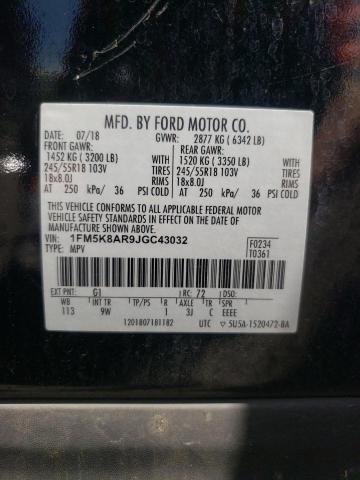 MFD. BY FORD MOTOR CO.
DATE: 07/18 GVWR: 2877 KG ( 6342 LB)
FRONT GAWR: REAR GAWR:
1452 KG ( 3200 LB) 1520 KG ( 3350 LB)
245/55R18 103V TIRES 245/55R18 103V TIRES
18x8.0J RIMS 18x8.0J RIMS
AT 250 kPa/ 36 PSI COLD AT 250 kPa/ 36 PSI COLD
THIS VEHICLE CONFORMS TO ALL APPLICABLE FEDERAL MOTOR
VEHICLE SAFETY AND THEFT PREVENTION STANDARDS IN EFFECT ON THE DATE OF
MANUFACTURE SHOWN ABOVE.
VIN: 1FM5K8AR9JGC43032 F0234
TYPE: MPV T0361
EXT PNT: G1 RC: 72 DSO:
WB INT TR TP/PS R AXLE TR SPR
113 9W 1 3J C EEEE
1201807181182 UTC ▽ 5U5A-1520472-BA